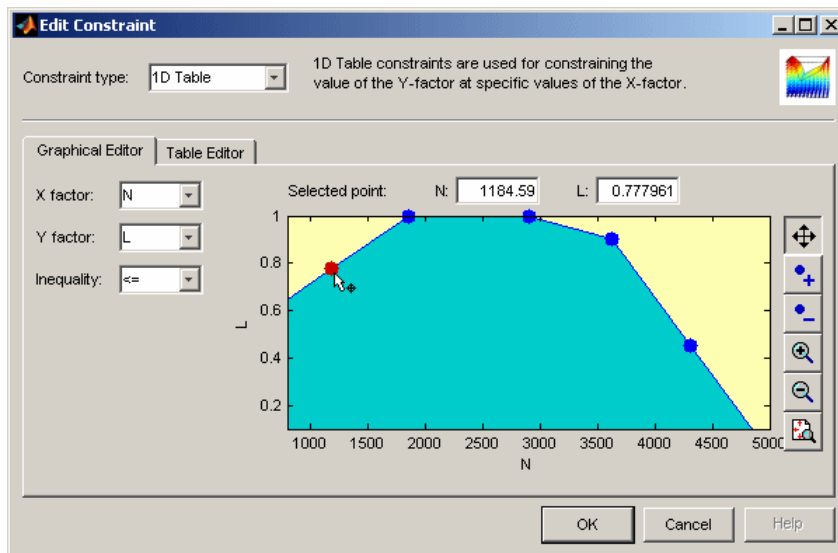 Edit Constraint
Constraint type: 1D Table
1D Table constraints are used for constraining the
value of the Y-factor at specific values of the X-factor.
Graphical Editor Table Editor
X factor: N
Y factor: L
Inequality: <=
Selected point: N: 1184.59 L: 0.777961
1
0.8
0.6
0.4
0.2
L
1000 1500 2000 2500 3000 3500 4000 4500 5000
N
OK Cancel Help